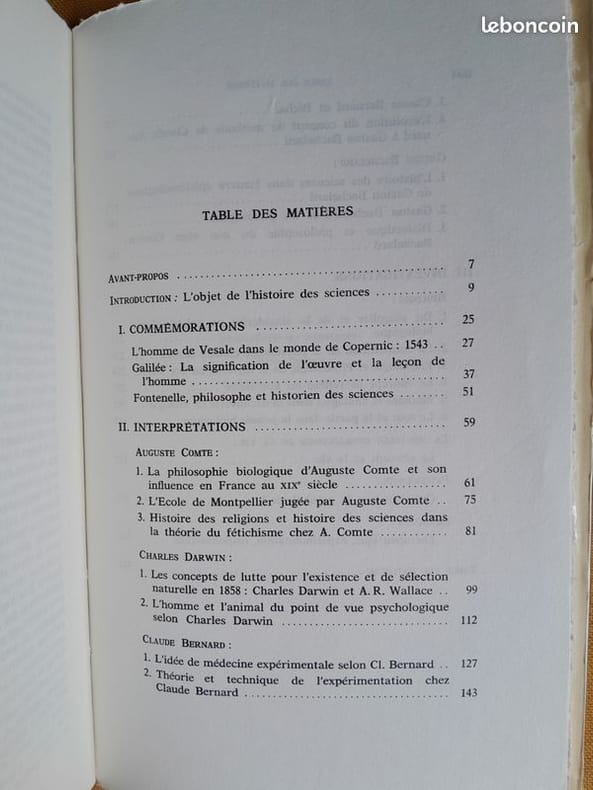 leboncoin
TABLE DES MATIÈRES
AVANT-PROPOS ........................................ 7
INTRODUCTION : L'objet de l'histoire des sciences ............ 9
I. COMMÉMORATIONS ............................ 25
L'homme de Vesale dans le monde de Copernic : 1543 .. 27
Galilée : La signification de l'œuvre et la leçon de
l'homme ...................................... 37
Fontenelle, philosophe et historien des sciences ........ 51
II. INTERPRÉTATIONS ............................ 59
AUGUSTE COMTE :
1. La philosophie biologique d'Auguste Comte et son
influence en France au XIXe siècle .................. 61
2. L'Ecole de Montpellier jugée par Auguste Comte .. 75
3. Histoire des religions et histoire des sciences dans
la théorie du fétichisme chez A. Comte ............ 81
CHARLES DARWIN :
1. Les concepts de lutte pour l'existence et de sélection
naturelle en 1858 : Charles Darwin et A.R. Wallace .. 99
2. L'homme et l'animal du point de vue psychologique
selon Charles Darwin ............................ 112
CLAUDE BERNARD :
1. L'idée de médecine expérimentale selon Cl. Bernard .. 127
2. Théorie et technique de l'expérimentation chez
Claude Bernard .................................. 143